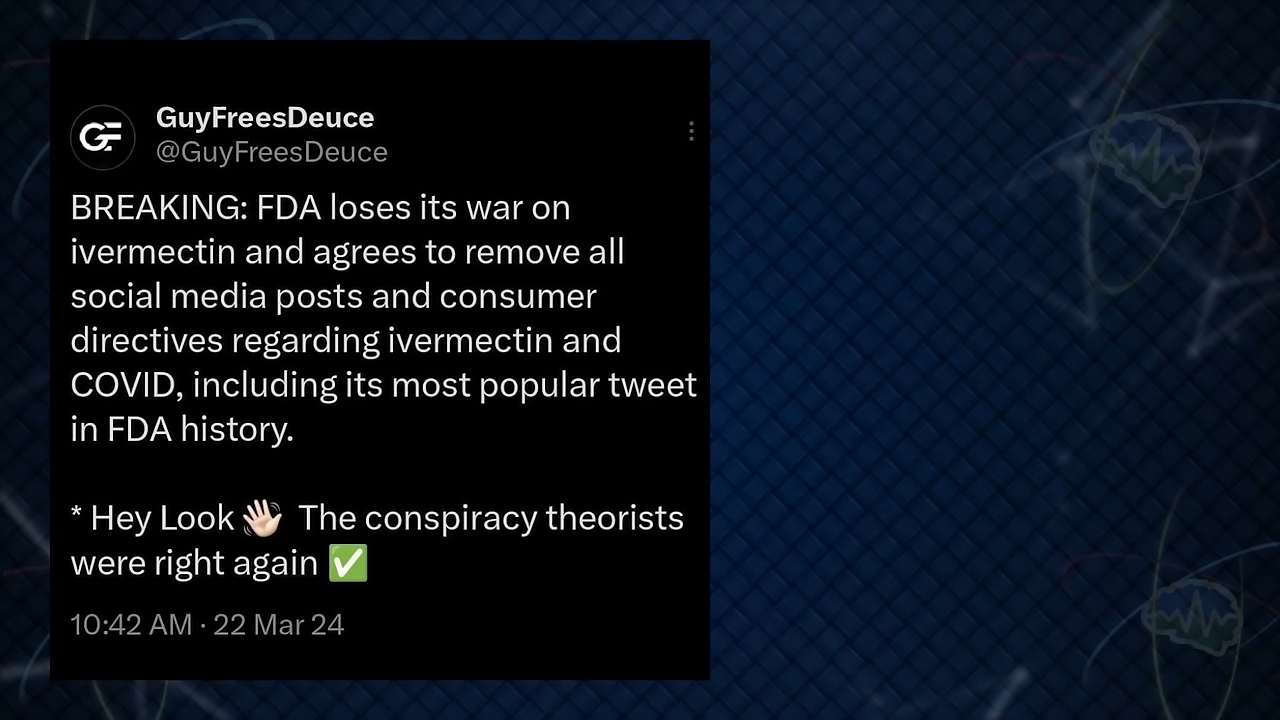 GF
GuyFreesDeuce
@GuyFreesDeuce
BREAKING: FDA loses its war on
ivermectin and agrees to remove all
social media posts and consumer
directives regarding ivermectin and
COVID, including its most popular tweet
in FDA history.
* Hey Look 👋🏻 The conspiracy theorists
were right again ✅
10:42 AM · 22 Mar 24